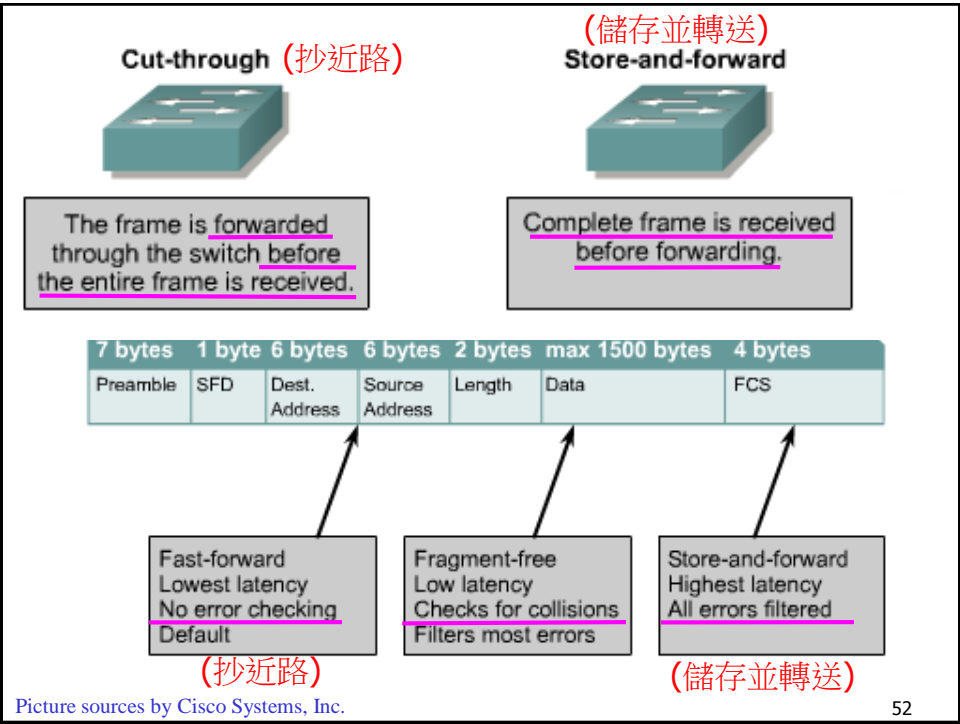 Cut-through (抄近路)
(儲存並轉送)
Store-and-forward
The frame is forwarded
through the switch before
the entire frame is received.
Complete frame is received
before forwarding.
7 bytes 1 byte 6 bytes 6 bytes 2 bytes max 1500 bytes 4 bytes
Preamble SFD Dest. Source Length Data FCS
Address Address
Fast-forward
Lowest latency
No error checking
Default
(抄近路)
Fragment-free
Low latency
Checks for collisions
Filters most errors
Store-and-forward
Highest latency
All errors filtered
(儲存並轉送)
Picture sources by Cisco Systems, Inc.
52